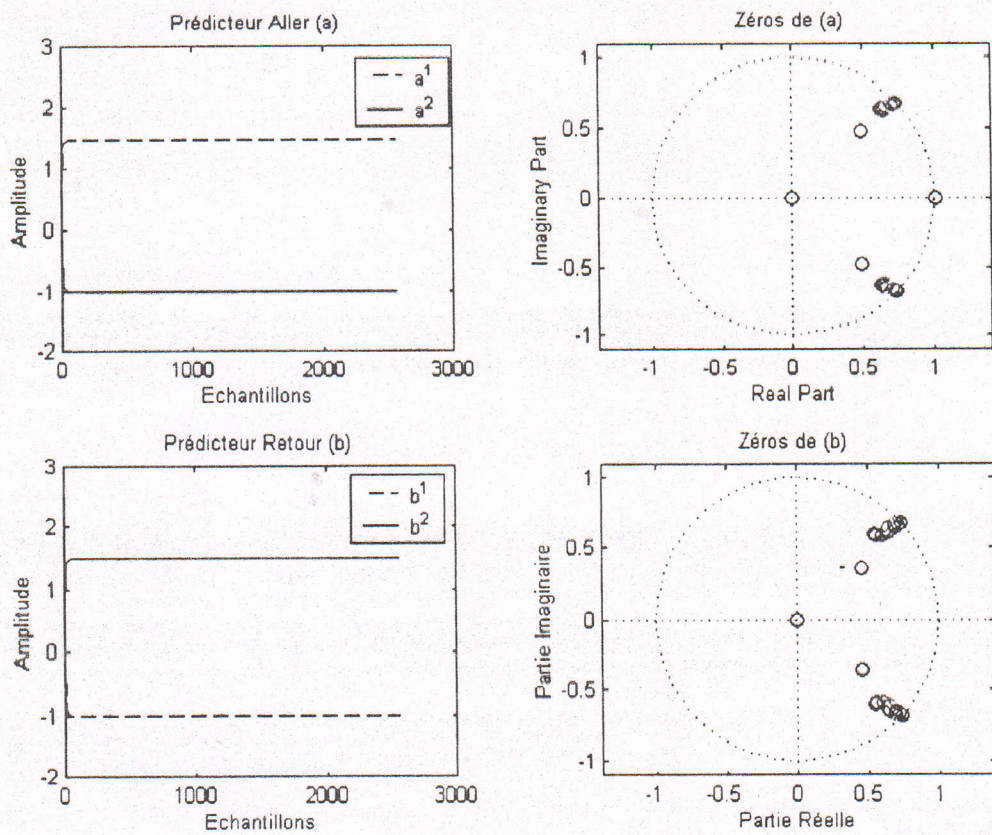 Prédicteur Aller (a)
3
2
1
0
-1
-2
Amplitude
a1
a2
0
1000
2000
3000
Echantillons
Zéros de (a)
1
0.5
0
-0.5
-1
Imaginary Part
-1
-0.5
0
0.5
1
Real Part
Prédicteur Retour (b)
3
2
1
0
-1
-2
Amplitude
b1
b2
0
1000
2000
3000
Echantillons
Zéros de (b)
1
0.5
0
-0.5
-1
Partie Imaginaire
-1
-0.5
0
0.5
1
Partie Réelle